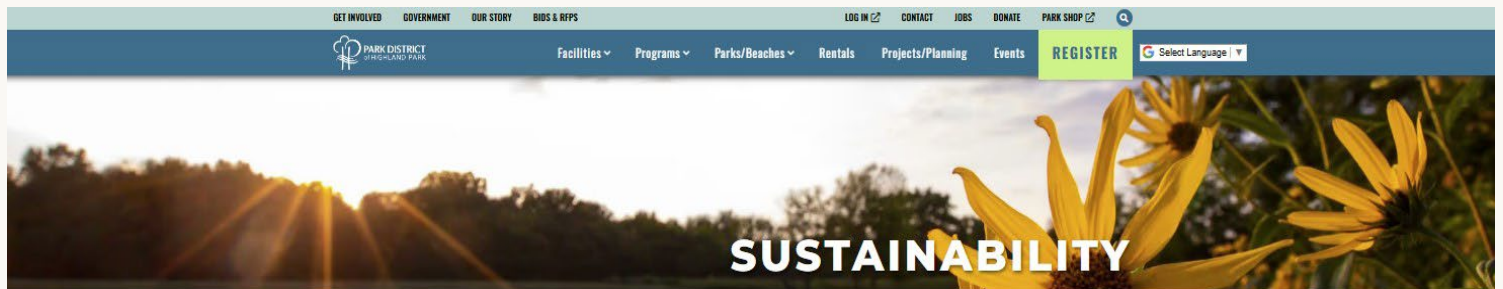 GET INVOLVED GOVERNMENT OUR STORY BIDS & RFPS LOG IN CONTACT JOBS DONATE PARK SHOP
PARK DISTRICT
OF HIGHLAND PARK
Facilities Programs Parks/Beaches Rentals Projects/Planning Events REGISTER Select Language
SUSTAINABILITY